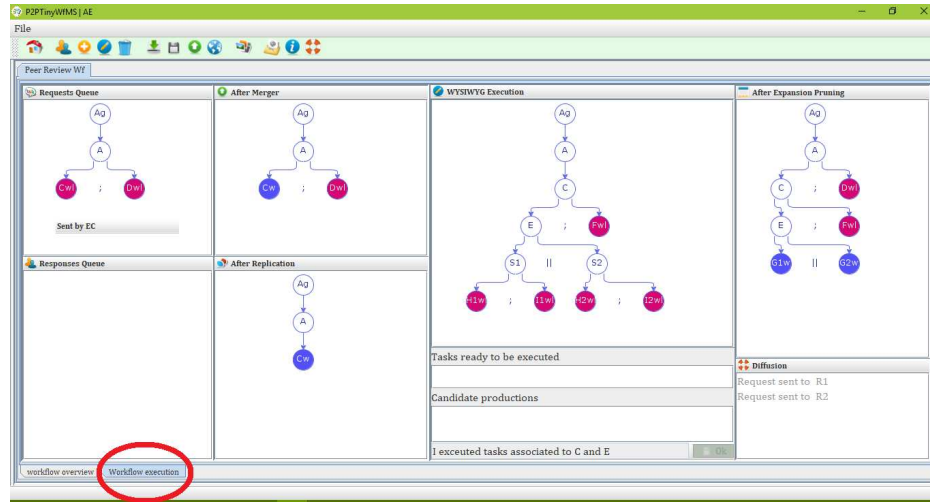 P2PTinyWfMS | AE
File
Peer Review Wf
Requests Queue
Ag
A
Cwl ; Dwl
Sent by EC
After Merger
Ag
A
Cw ; Dwl
WYSIWYG Execution
Ag
A
C
E ; Fwl
S1 || S2
H1w ; I1wl H2w ; I2wl
After Expansion Pruning
Ag
A
C ; Dwl
E ; Fwl
G1w || G2w
Responses Queue
After Replication
Ag
A
Cw
Tasks ready to be executed
Candidate productions
I excecuted tasks associated to C and E
Ok
Diffusion
Request sent to R1
Request sent to R2
workflow overview
Workflow execution